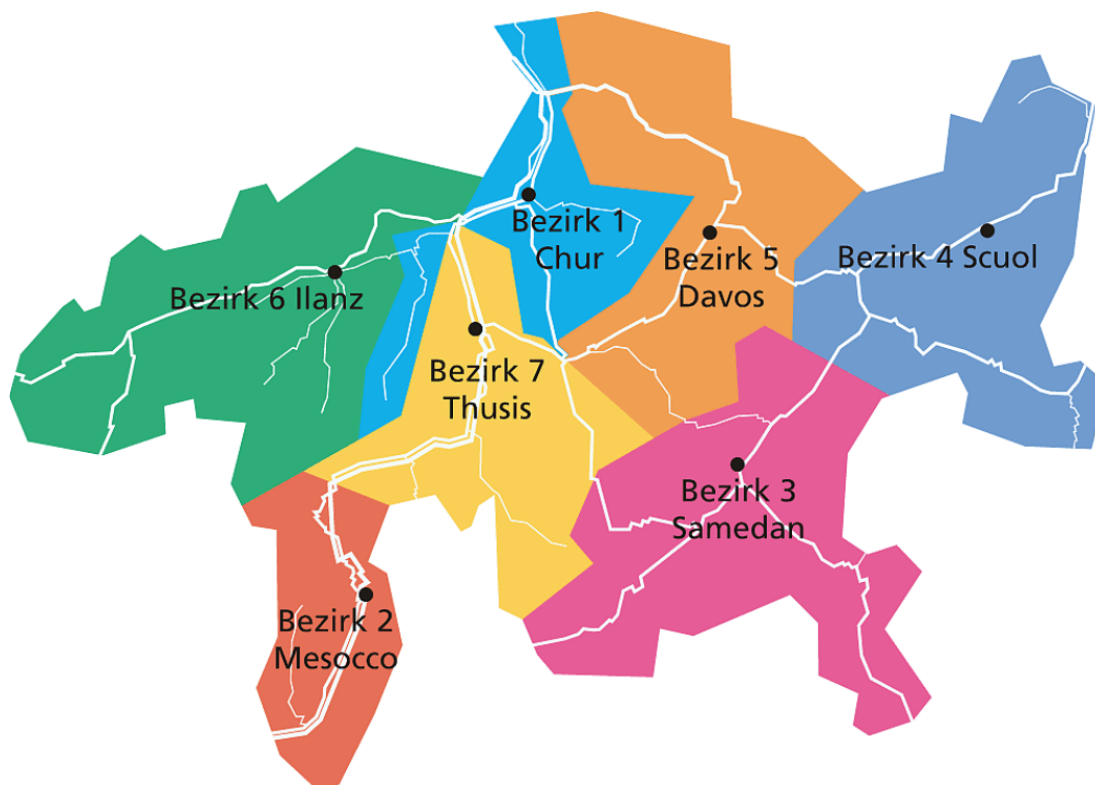 Bezirk 1
Chur
Bezirk 5
Davos
Bezirk 4 Scuol
Bezirk 6 Ilanz
Bezirk 7
Thusis
Bezirk 3
Samedan
Bezirk 2
Mesocco